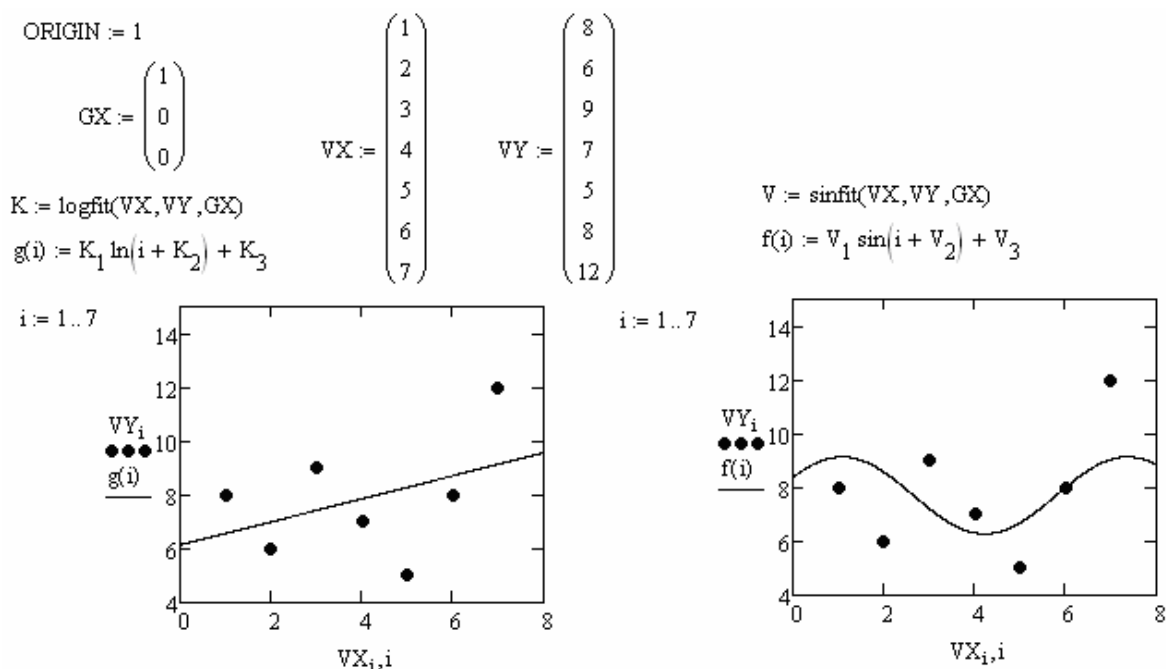 ORIGIN := 1
GX := (1 0 0)
VX := (1 2 3 4 5 6 7)
VY := (8 6 9 7 5 8 12)
K := logfit(VX,VY,GX)
g(i) := K₁ ln(i + K₂) + K₃
V := sinfit(VX,VY,GX)
f(i) := V₁ sin(i + V₂) + V₃
i := 1..7
14
12
10
8
6
4
VYᵢ
g(i)
0 2 4 6 8
VXᵢ,i
i := 1..7
14
12
10
8
6
4
VYᵢ
f(i)
0 2 4 6 8
VXᵢ,i